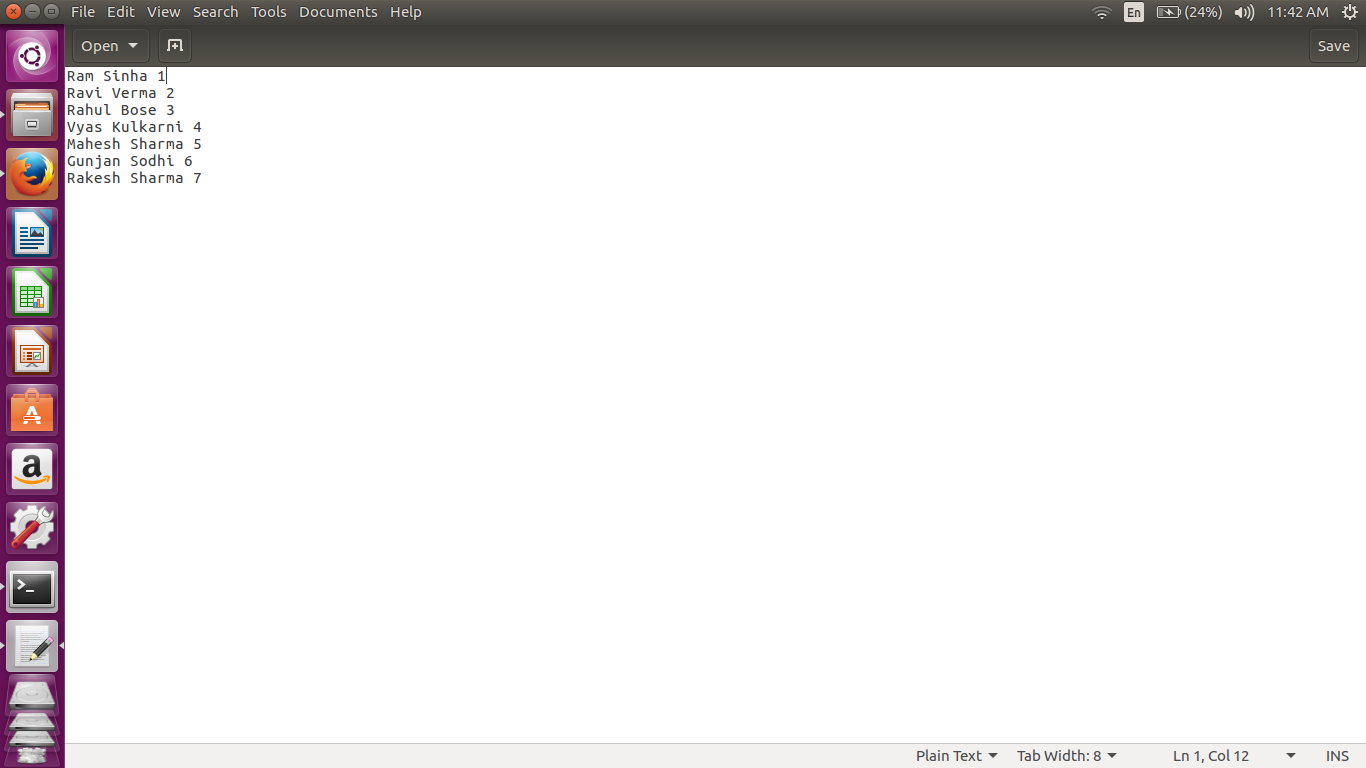 File Edit View Search Tools Documents Help En (24%) 11:42 AM
Open Save
Ram Sinha 1
Ravi Verma 2
Rahul Bose 3
Vyas Kulkarni 4
Mahesh Sharma 5
Gunjan Sodhi 6
Rakesh Sharma 7
Plain Text Tab Width: 8 Ln 1, Col 12 INS